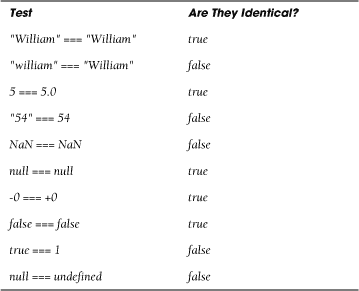 Test Are They Identical?
"William" === "William" true
"william" === "William" false
5 === 5.0 true
"54" === 54 false
NaN === NaN false
null === null true
-0 === +0 true
false === false true
true === 1 false
null === undefined false